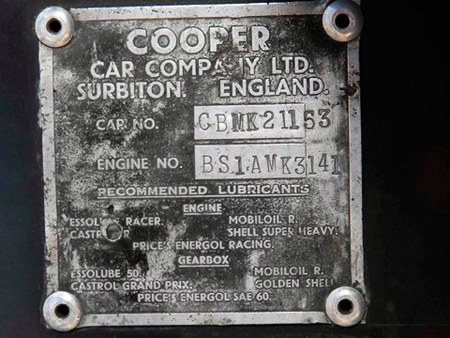 COOPER
CAR COMPANY LTD.
SURBITON. ENGLAND.
CAR NO. CBMK21153
ENGINE NO. BS1AMK3141
RECOMMENDED LUBRICANTS
ENGINE
RACER. MOBILOIL R.
SHELL SUPER HEAVY.
PRICE'S ENERGOL RACING.
GEARBOX
ESSOLUBE 50. MOBILOIL R.
CASTROL GRAND PRIX. GOLDEN SHELL
PRICE'S ENERGOL SAE 60.